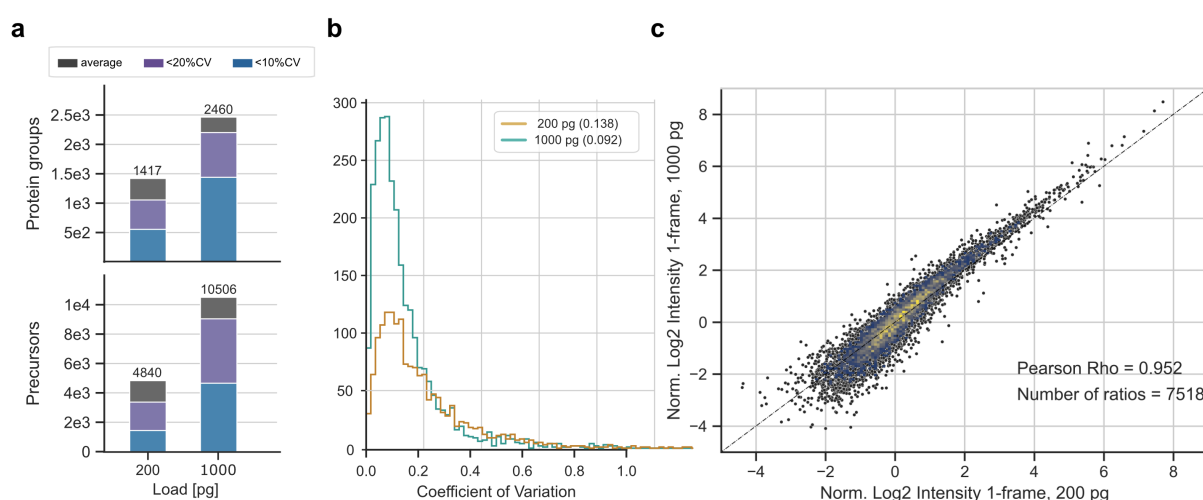 a
average <20%CV <10%CV
Protein groups
2.5e3
2e3
1.5e3
1e3
5e2
1417
2460
Precursors
1e4
8e3
6e3
4e3
2e3
0
4840
10506
200 1000
Load [pg]
b
300
250
200
150
100
50
0
200 pg (0.138)
1000 pg (0.092)
0.0 0.2 0.4 0.6 0.8 1.0
Coefficient of Variation
c
Norm. Log2 Intensity 1-frame, 1000 pg
8
6
4
2
0
−2
−4
Pearson Rho = 0.952
Number of ratios = 7518
−4 −2 0 2 4 6 8
Norm. Log2 Intensity 1-frame, 200 pg